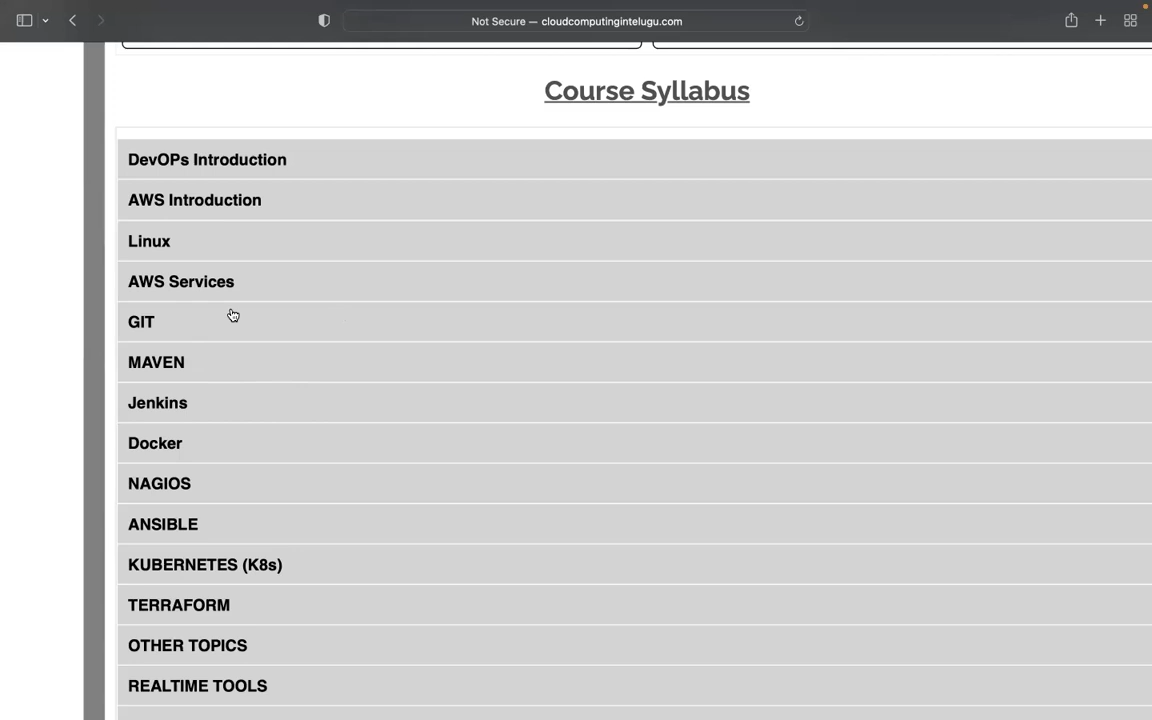 Not Secure — cloudcomputingintelugu.com
Course Syllabus
DevOPs Introduction
AWS Introduction
Linux
AWS Services
GIT
MAVEN
Jenkins
Docker
NAGIOS
ANSIBLE
KUBERNETES (K8s)
TERRAFORM
OTHER TOPICS
REALTIME TOOLS